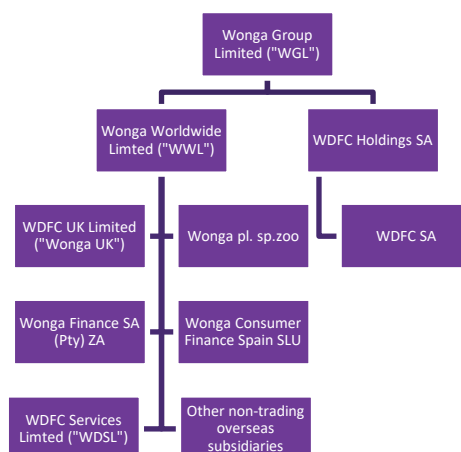 Wonga Group
Limited ("WGL")
Wonga Worldwide
Limted ("WWL")
WDFC Holdings SA
WDFC UK Limited
("Wonga UK")
Wonga pl. sp.zoo
WDFC SA
Wonga Finance SA
(Pty) ZA
Wonga Consumer
Finance Spain SLU
WDFC Services
Limted ("WDSL")
Other non-trading
overseas
subsidiaries